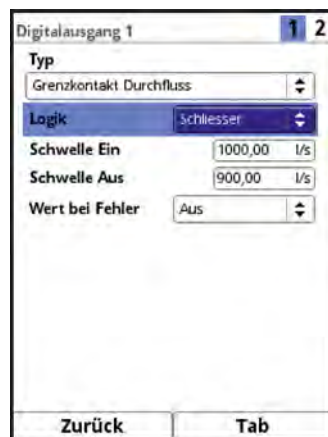 Digitalausgang 1 1 2
Typ
Grenzkontakt Durchfluss
Logik Schliesser
Schwelle Ein 1000,00 l/s
Schwelle Aus 900,00 l/s
Wert bei Fehler Aus
Zurück Tab